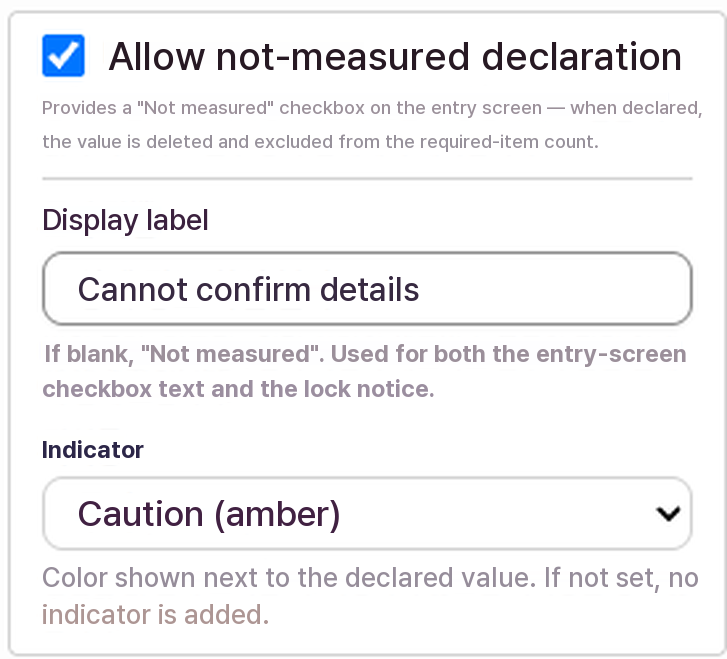 Allow not-measured declaration
Provides a "Not measured" checkbox on the entry screen — when declared,
the value is deleted and excluded from the required-item count.
Display label
Cannot confirm details
If blank, "Not measured". Used for both the entry-screen
checkbox text and the lock notice.
Indicator
Caution (amber)
Color shown next to the declared value. If not set, no
indicator is added.